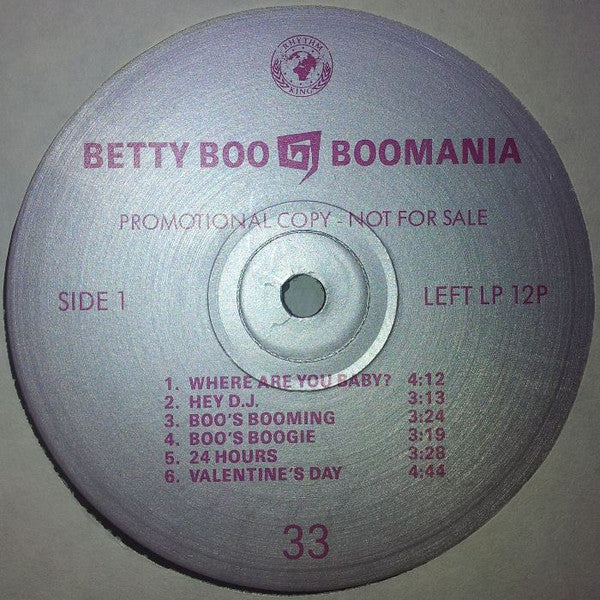 RHYTHM
KING
BETTY BOO BOOMANIA
PROMOTIONAL COPY - NOT FOR SALE
SIDE 1 LEFT LP 12P
1. WHERE ARE YOU BABY? 4:12
2. HEY D.J. 3:13
3. BOO'S BOOMING 3:24
4. BOO'S BOOGIE 3:19
5. 24 HOURS 3:28
6. VALENTINE'S DAY 4:44
33